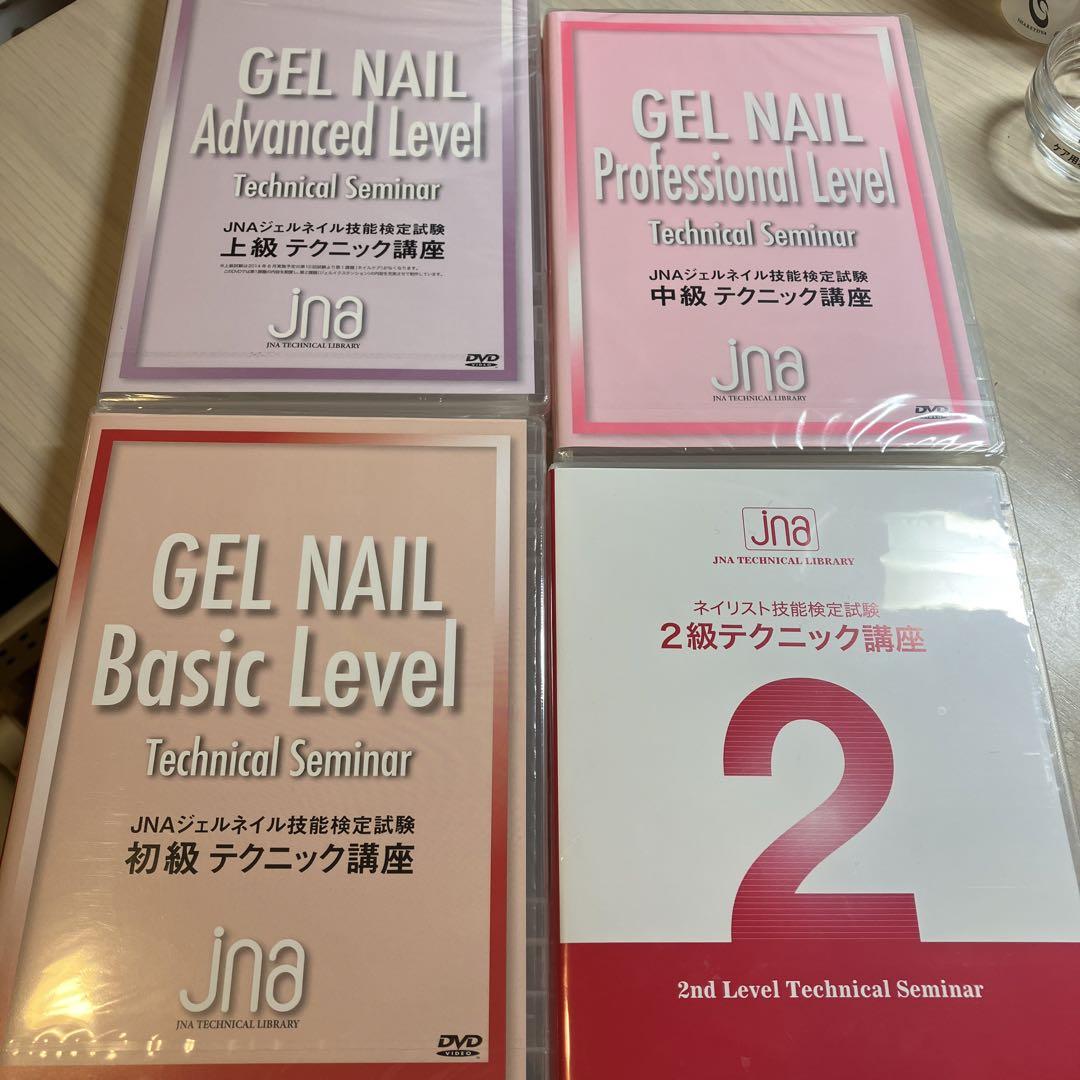 GEL NAIL
Advanced Level
Technical Seminar
JNAジェルネイル技能検定試験
上級 テクニック講座
jna
JNA TECHNICAL LIBRARY
DVD
VIDEO
GEL NAIL
Professional Level
Technical Seminar
JNAジェルネイル技能検定試験
中級 テクニック講座
jna
JNA TECHNICAL LIBRARY
DVD
ケア用
GEL NAIL
Basic Level
Technical Seminar
JNAジェルネイル技能検定試験
初級 テクニック講座
jna
JNA TECHNICAL LIBRARY
DVD
VIDEO
jna
JNA TECHNICAL LIBRARY
ネイリスト技能検定試験
2級テクニック講座
2
2nd Level Technical Seminar